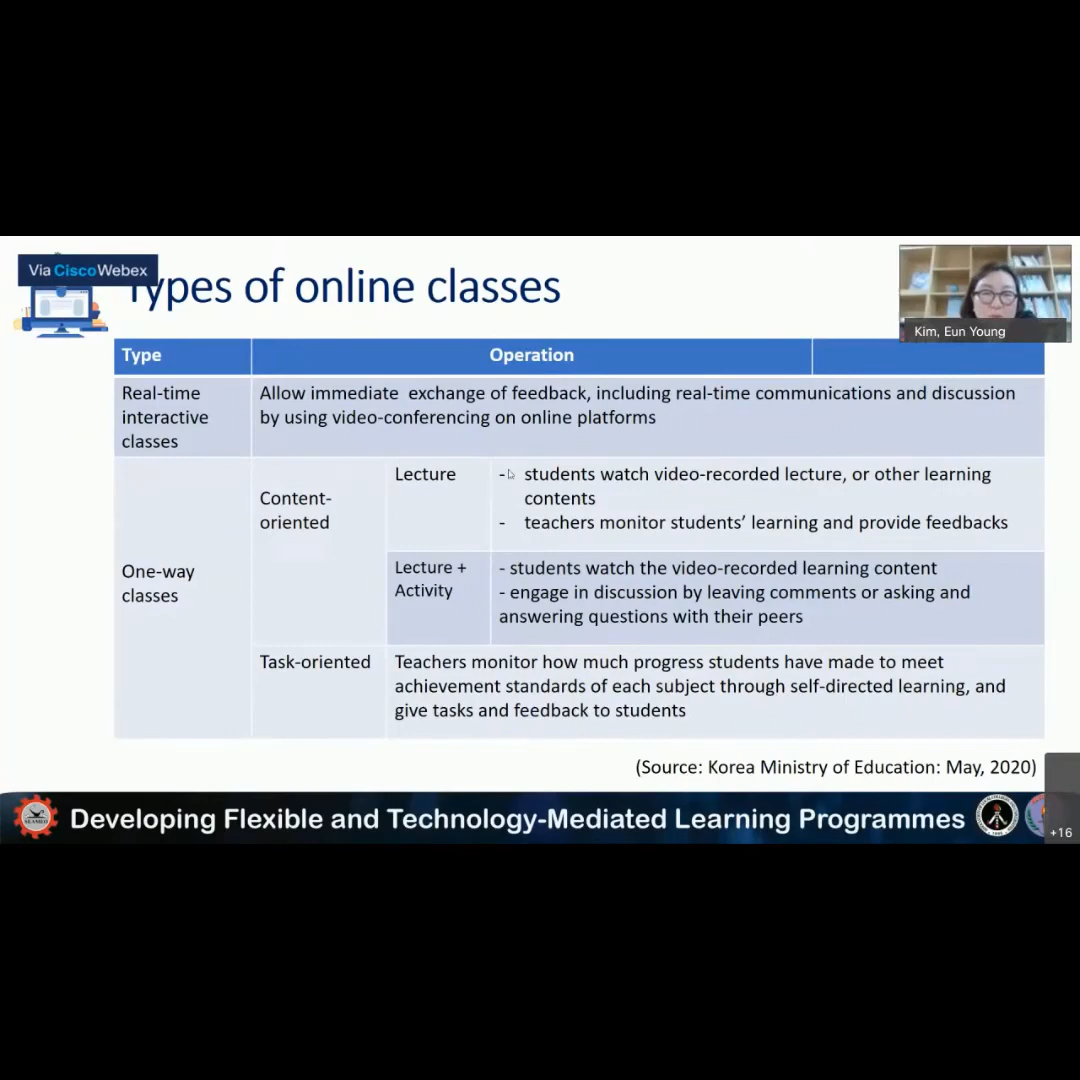 Via CiscoWebex
Types of online classes
Kim, Eun Young
Type
Operation
Real-time
interactive
classes
Allow immediate exchange of feedback, including real-time communications and discussion
by using video-conferencing on online platforms
One-way
classes
Content-
oriented
Lecture
- students watch video-recorded lecture, or other learning
contents
- teachers monitor students’ learning and provide feedbacks
Lecture +
Activity
- students watch the video-recorded learning content
- engage in discussion by leaving comments or asking and
answering questions with their peers
Task-oriented
Teachers monitor how much progress students have made to meet
achievement standards of each subject through self-directed learning, and
give tasks and feedback to students
(Source: Korea Ministry of Education: May, 2020)
SEAMEO
Developing Flexible and Technology-Mediated Learning Programmes
+16